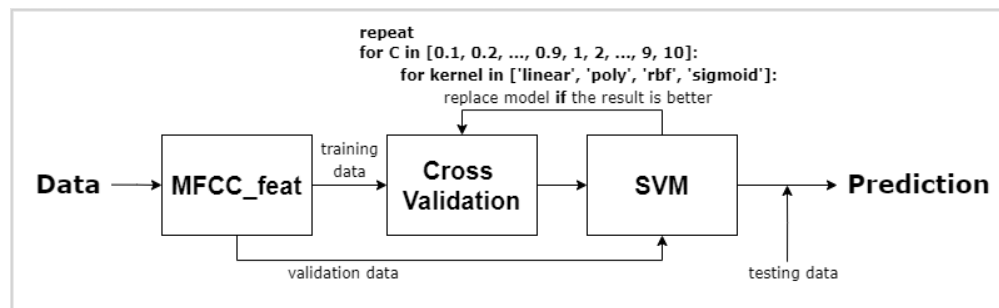 repeat
for C in [0.1, 0.2, ..., 0.9, 1, 2, ..., 9, 10]:
for kernel in ['linear', 'poly', 'rbf', 'sigmoid']:
replace model if the result is better
Data
MFCC_feat
training
data
Cross
Validation
SVM
Prediction
validation data
testing data